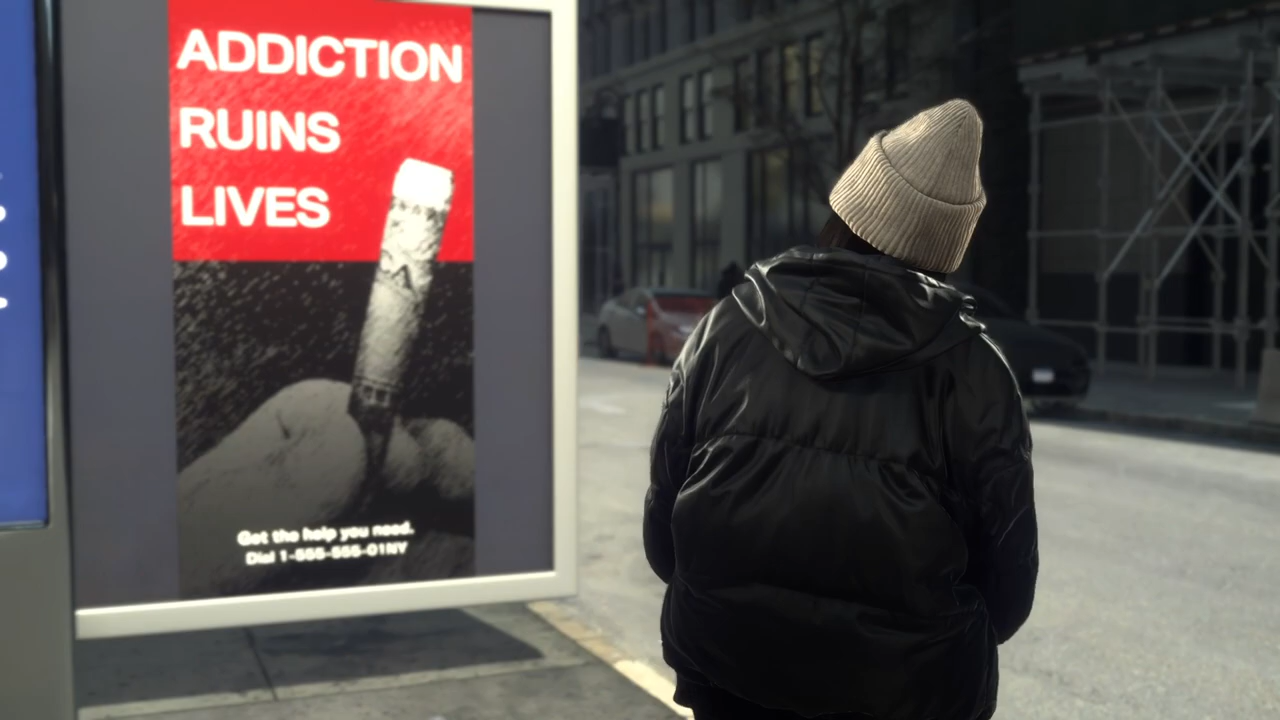 ADDICTION
RUINS
LIVES
Get the help you need.
Dial 1-555-555-01NY